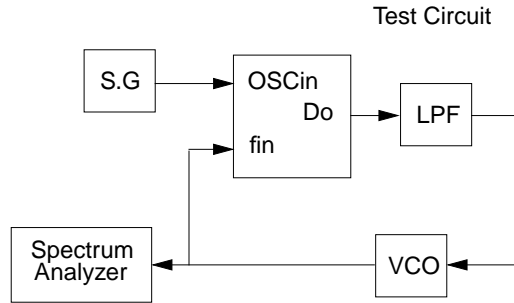 Test Circuit
S.G
OSCin
Do
fin
LPF
Spectrum
Analyzer
VCO